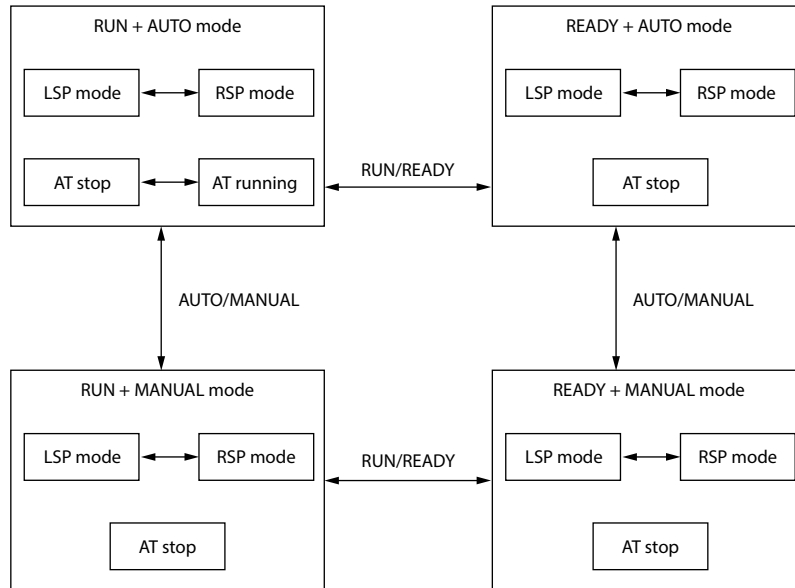 RUN + AUTO mode
LSP mode
RSP mode
AT stop
AT running
RUN/READY
READY + AUTO mode
LSP mode
RSP mode
AT stop
AUTO/MANUAL
AUTO/MANUAL
RUN + MANUAL mode
LSP mode
RSP mode
AT stop
RUN/READY
READY + MANUAL mode
LSP mode
RSP mode
AT stop